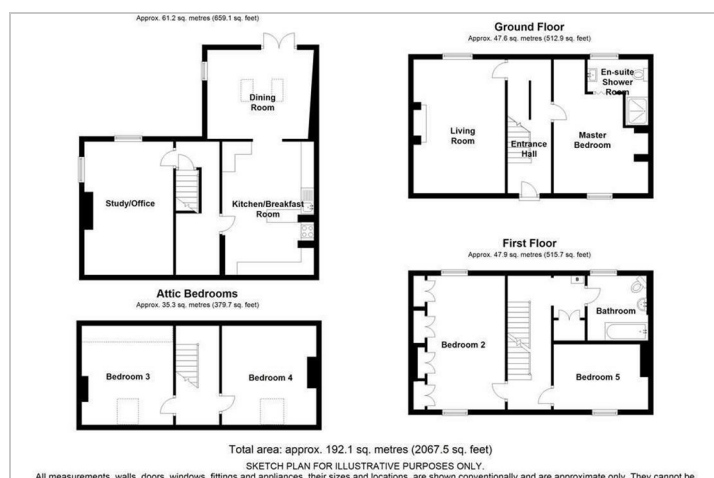 Approx. 61.2 sq. metres (659.1 sq. feet)
Dining
Room
Study/Office
Kitchen/Breakfast
Room
Ground Floor
Approx. 47.6 sq. metres (512.9 sq. feet)
En-suite
Shower
Room
Living
Room
Entrance
Hall
Master
Bedroom
Attic Bedrooms
Approx. 35.3 sq. metres (379.7 sq. feet)
Bedroom 3
Bedroom 4
First Floor
Approx. 47.9 sq. metres (515.7 sq. feet)
Bedroom 2
Bathroom
Bedroom 5
Total area: approx. 192.1 sq. metres (2067.5 sq. feet)
SKETCH PLAN FOR ILLUSTRATIVE PURPOSES ONLY.
All measurements, walls, doors, windows, fittings and appliances, their sizes and locations, are shown conventionally and are approximate only. They cannot be